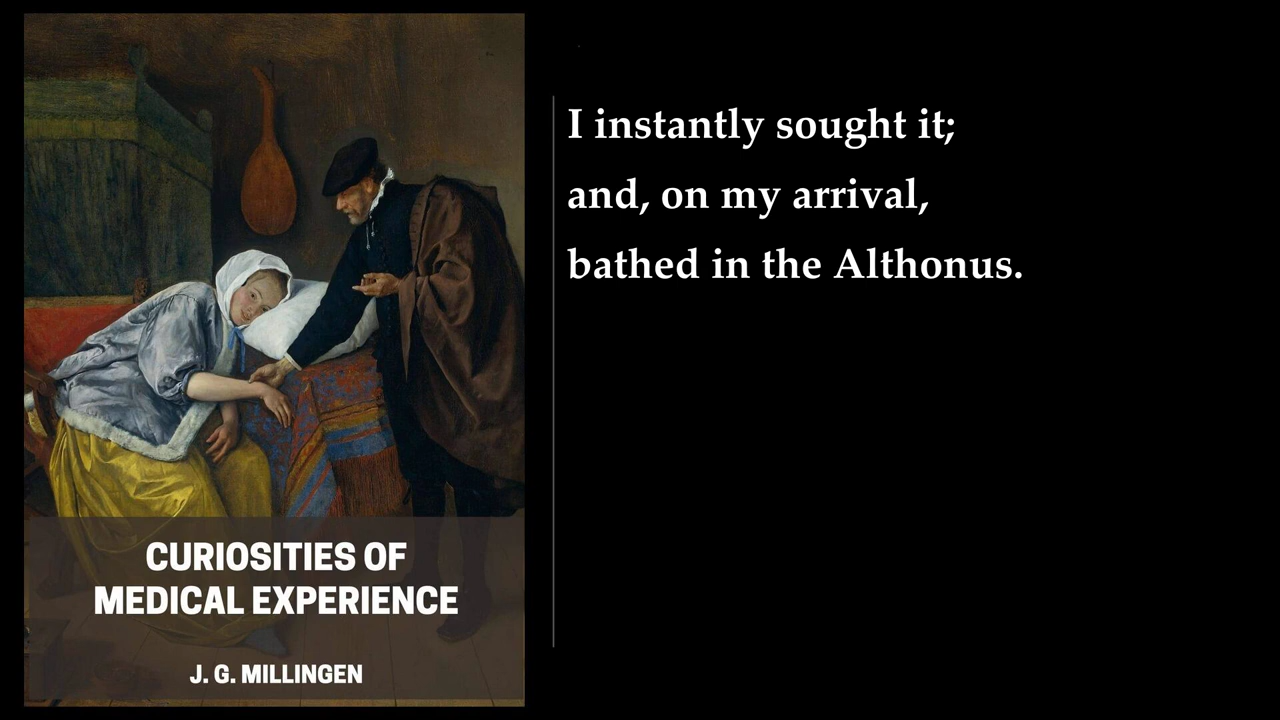 I instantly sought it;
and, on my arrival,
bathed in the Althonus.
CURIOSITIES OF
MEDICAL EXPERIENCE
J. G. MILLINGEN